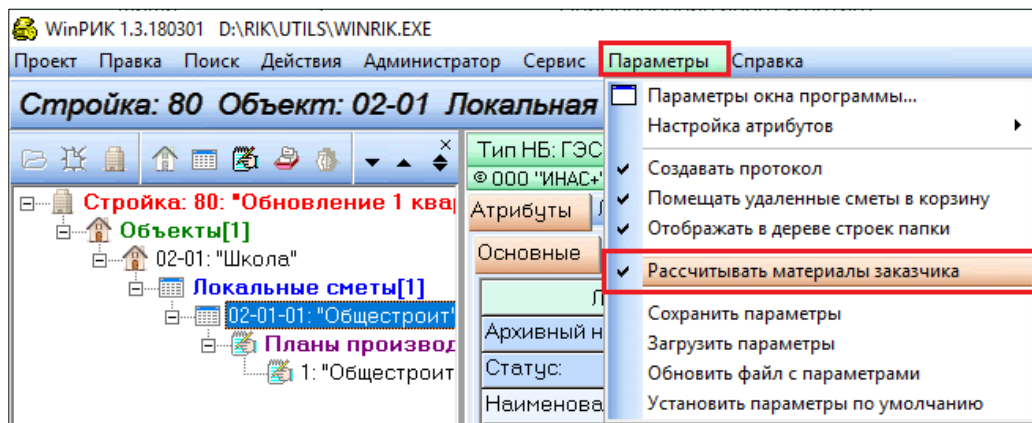 WinРИК 1.3.180301 D:\RIK\UTILS\WINRIK.EXE
Проект Правка Поиск Действия Администратор Сервис Параметры Справка
Стройка: 80 Объект: 02-01 Локальная
Тип НБ: ГЭС
© ООО "ИНАС+"
Атрибуты
Основные
Архивный н
Статус:
Наименова
Стройка: 80: "Обновление 1 ква
Объекты[1]
02-01: "Школа"
Локальные сметы[1]
02-01-01: "Общестроит"
Планы производ
1: "Общестроит
Параметры окна программы...
Настройка атрибутов
Создавать протокол
Помещать удаленные сметы в корзину
Отображать в дереве строек папки
Рассчитывать материалы заказчика
Сохранить параметры
Загрузить параметры
Обновить файл с параметрами
Установить параметры по умолчанию